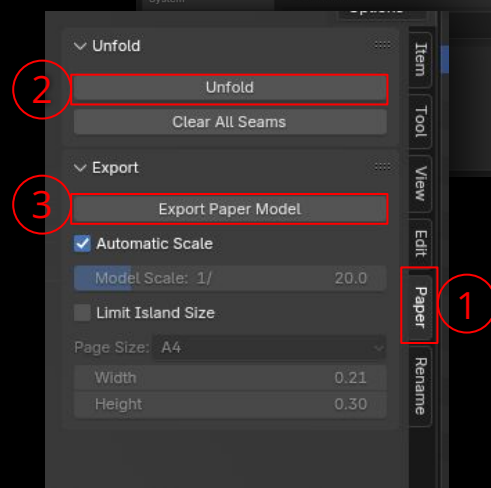 Unfold
Unfold
Clear All Seams
Export
Export Paper Model
Automatic Scale
Model Scale: 1/ 20.0
Limit Island Size
Page Size: A4
Width 0.21
Height 0.30
Item
Tool
View
Edit
Paper
Rename
2
3
1